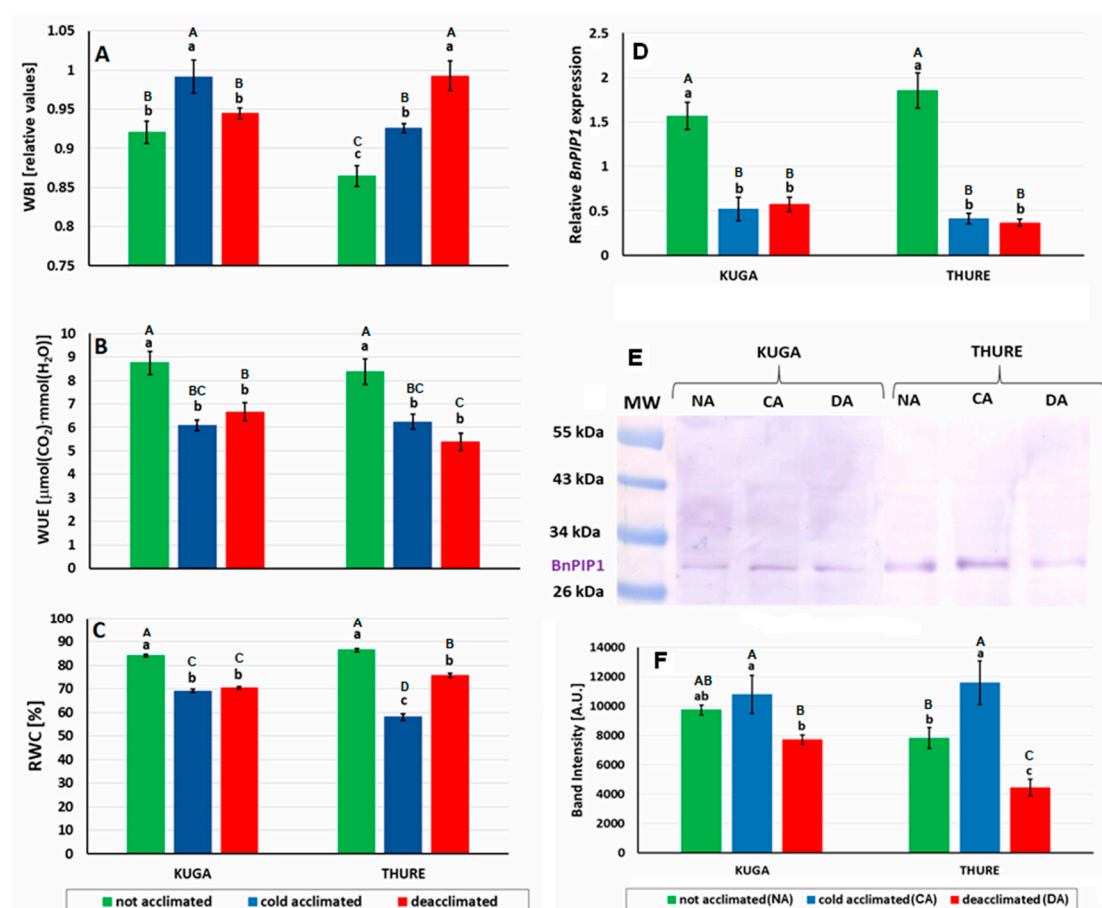 A
WBI [relative values]
1.05
1
0.95
0.9
0.85
0.8
0.75
B
b
A
a
B
b
C
c
B
b
A
a
B
WUE [µmol(CO₂)·mmol(H₂O)]
10
9
8
7
6
5
4
3
2
1
0
A
a
BC
b
B
b
A
a
BC
b
C
b
C
RWC [%]
100
90
80
70
60
50
40
30
20
10
0
A
a
C
b
C
b
A
a
D
c
B
b
KUGA THURE
not acclimated cold acclimated deacclimated
D
Relative BnPIP1 expression
2.5
2
1.5
1
0.5
0
A
a
B
b
B
b
A
a
B
b
B
b
KUGA THURE
E
KUGA THURE
MW NA CA DA NA CA DA
55 kDa
43 kDa
34 kDa
BnPIP1
26 kDa
F
Band Intensity [A.U.]
14000
12000
10000
8000
6000
4000
2000
0
AB
ab
A
a
B
b
B
b
A
a
C
c
KUGA THURE
not acclimated(NA) cold acclimated(CA) deacclimated (DA)